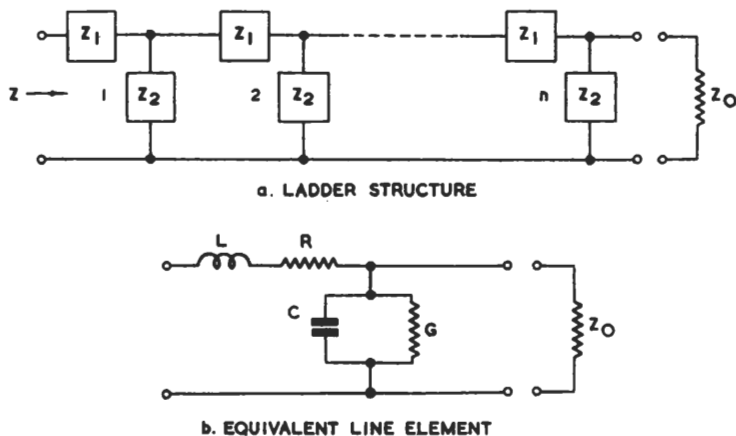 Z1 Z1 Z1
Z 1 Z2 2 Z2 n Z2 ZO
a. LADDER STRUCTURE
L R
C G ZO
b. EQUIVALENT LINE ELEMENT